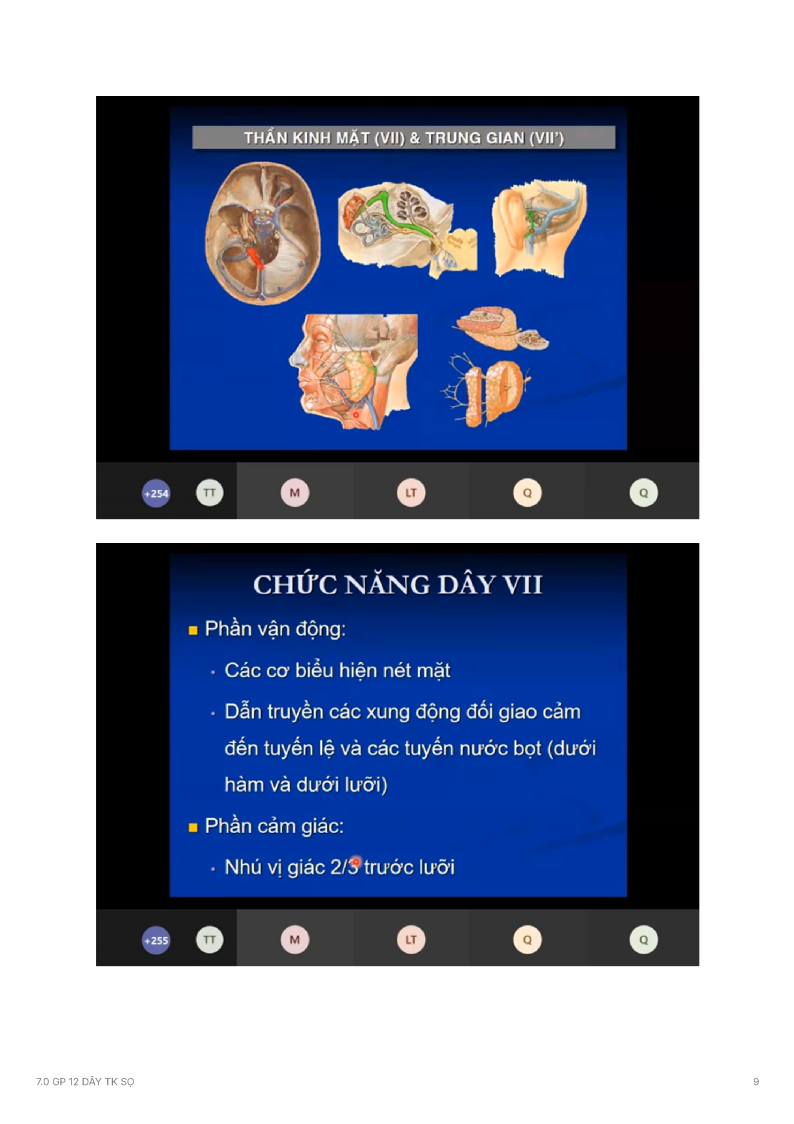 THẦN KINH MẶT (VII) & TRUNG GIAN (VII’)
+254 TT M LT Q Q
CHỨC NĂNG DÂY VII
Phần vận động:
Các cơ biểu hiện nét mặt
Dẫn truyền các xung động đối giao cảm
đến tuyến lệ và các tuyến nước bọt (dưới
hàm và dưới lưỡi)
Phần cảm giác:
Nhú vị giác 2/3 trước lưỡi
+255 TT M LT Q Q
7.0 GP 12 DÂY TK SỌ 9